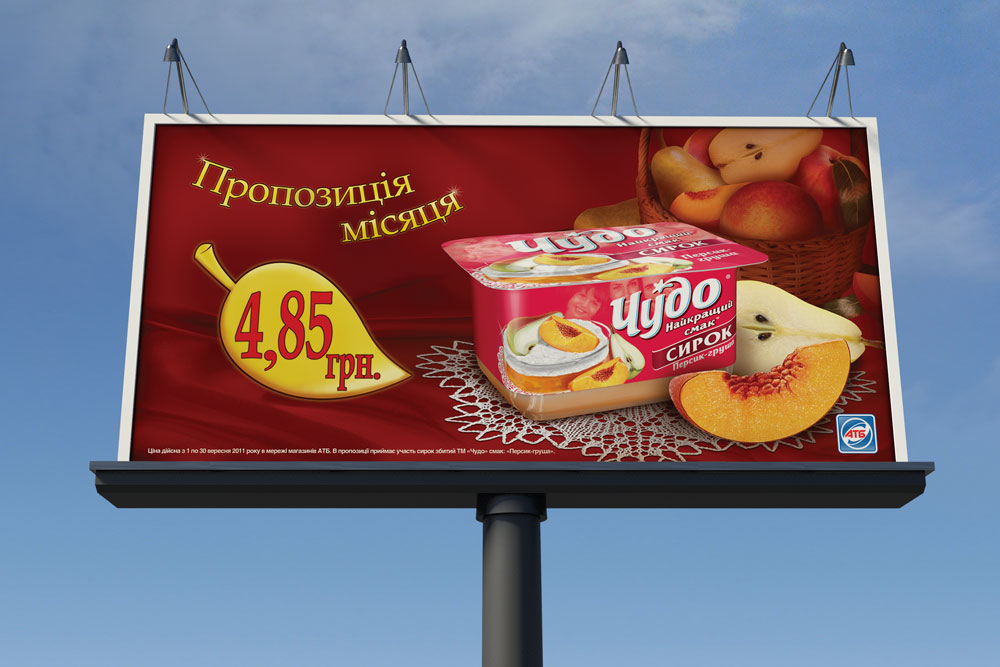 Пропозиція
місяця
4,85
грн.
Чудо
Найкращий
смак
СИРОК
Персик-
груша
Чудо
Найкращий
смак*
СИРОК
Персик-груша
АТБ
Ціна дійсна з 1 по 30 вересня 2011 року в мережі магазинів АТБ. В пропозиції приймає участь сирок збитий ТМ «Чудо» смак: «Персик-груша».